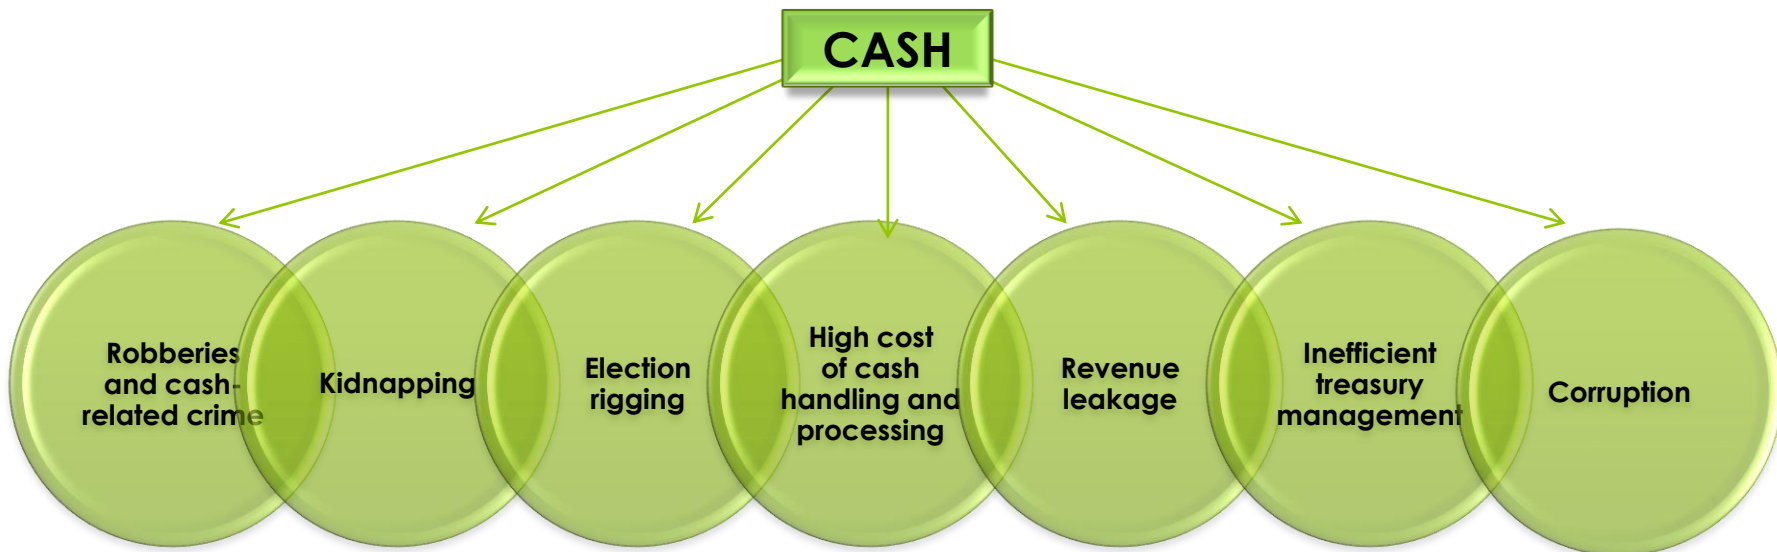 CASH
Robberies
and cash-
related crime
Kidnapping
Election
rigging
High cost
of cash
handling and
processing
Revenue
leakage
Inefficient
treasury
management
Corruption